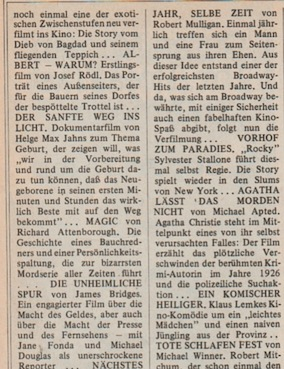 noch einmal eine der exoti-
schen Zwischenstufen neu ver-
filmt ins Kino: Die Story vom
Dieb von Bagdad und seinem
fliegenden Teppich ... AL-
BERT — WARUM? Erstlings-
film von Josef Rödl. Das Por-
trät eines Außenseiters, der
für die Bauern seines Dorfes
der bespöttelte Trottel ist ...
DER SANFTE WEG INS
LICHT, Dokumentarfilm von
Helge Max Jahns zum Thema
Geburt, der zeigen will, was
„wir in der Vorbereitung
und rund um die Geburt da-
zu tun können, daß das Neu-
geborene in seinen ersten Mi-
nuten und Stunden das wirk-
lich Beste mit auf den Weg
bekommt“ ... MAGIC von
Richard Attenborough. Die
Geschichte eines Bauchred-
ners und einer Persönlichkeits-
spaltung, die zur bizarrsten
Mordserie aller Zeiten führt
... DIE UNHEIMLICHE
SPUR von James Bridges.
Ein engagierter Film über die
Macht des Geldes, aber auch
über die Macht der Presse
und des Fernsehens — mit
Jane Fonda und Michael
Douglas als unerschrockene
Reporter ... NÄCHSTES
JAHR, SELBE ZEIT von
Robert Mulligan. Einmal jähr-
lich treffen sich ein Mann
und eine Frau zum Seiten-
sprung aus ihren Ehen. Aus
dieser Idee entstand einer der
erfolgreichsten Broadway-
Hits der letzten Jahre. Und
da, was sich am Broadway be-
währte, mit einiger Sicherheit
auch einen fabelhaften Kino-
Spaß abgibt, folgt nun die
Verfilmung ... VORHOF
ZUM PARADIES. „Rocky“
Sylvester Stallone führt dies-
mal selbst Regie. Die Story
spielt wieder in den Slums
von New York ... AGATHA
LÄSST DAS MORDEN
NICHT von Michael Apted.
Agatha Christie steht im Mit-
telpunkt eines von ihr selbst
verursachten Falles: Der Film
erzählt das plötzliche Ver-
schwinden der berühmten Kri-
mi-Autorin im Jahre 1926
und die polizeiliche Suchak-
tion ... EIN KOMISCHER
HEILIGER, Klaus Lemkes Ki-
no-Komödie um ein „leichtes
Mädchen“ und einen naiven
Jüngling aus der Provinz ...
TOTE SCHLAFEN FEST von
Michael Winner. Robert Mit-
chum, der schon einmal den